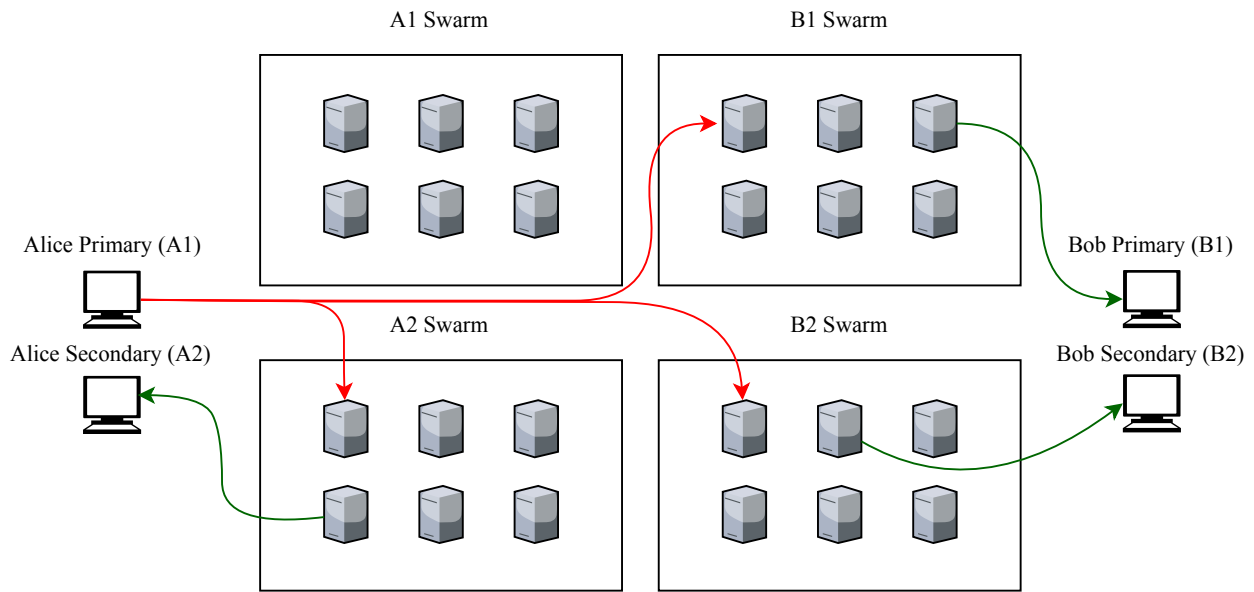 A1 Swarm
B1 Swarm
Alice Primary (A1)
Bob Primary (B1)
A2 Swarm
B2 Swarm
Alice Secondary (A2)
Bob Secondary (B2)